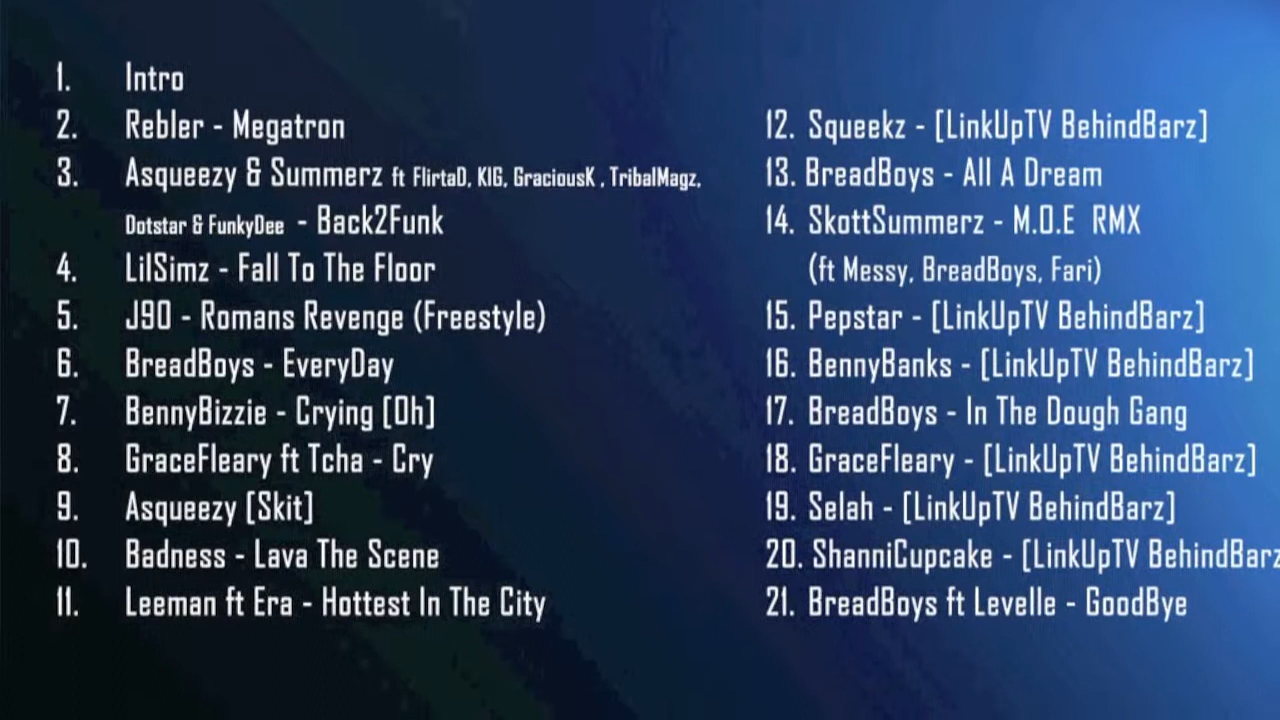 1. Intro
2. Rebler - Megatron
3. Asqueezy & Summerz ft FlirtaD, KIG, GraciousK , TribalMagz,
Dotstar & FunkyDee - Back2Funk
4. LilSimz - Fall To The Floor
5. J90 - Romans Revenge (Freestyle)
6. BreadBoys - EveryDay
7. BennyBizzie - Crying [Oh]
8. GraceFleary ft Tcha - Cry
9. Asqueezy [Skit]
10. Badness - Lava The Scene
11. Leeman ft Era - Hottest In The City
12. Squeekz - [LinkUpTV BehindBarz]
13. BreadBoys - All A Dream
14. SkottSummerz - M.O.E RMX
(ft Messy, BreadBoys, Fari)
15. Pepstar - [LinkUpTV BehindBarz]
16. BennyBanks - [LinkUpTV BehindBarz]
17. BreadBoys - In The Dough Gang
18. GraceFleary - [LinkUpTV BehindBarz]
19. Selah - [LinkUpTV BehindBarz]
20. ShanniCupcake - [LinkUpTV BehindBarz
21. BreadBoys ft Levelle - GoodBye